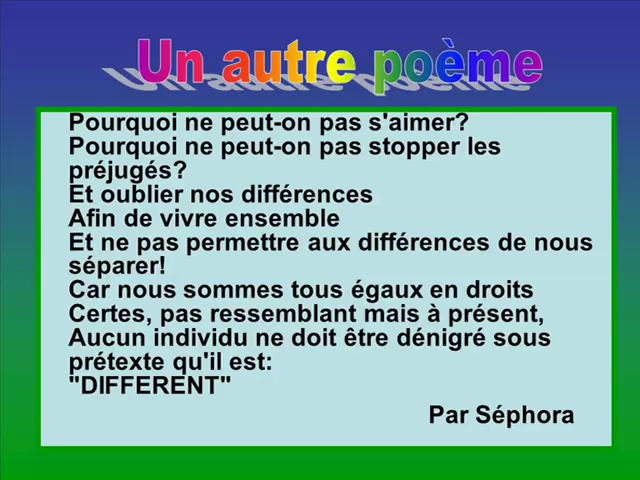 Un autre poème
Pourquoi ne peut-on pas s'aimer?
Pourquoi ne peut-on pas stopper les
préjugés?
Et oublier nos différences
Afin de vivre ensemble
Et ne pas permettre aux différences de nous
séparer!
Car nous sommes tous égaux en droits
Certes, pas ressemblant mais à présent,
Aucun individu ne doit être dénigré sous
prétexte qu'il est:
"DIFFERENT"
Par Séphora